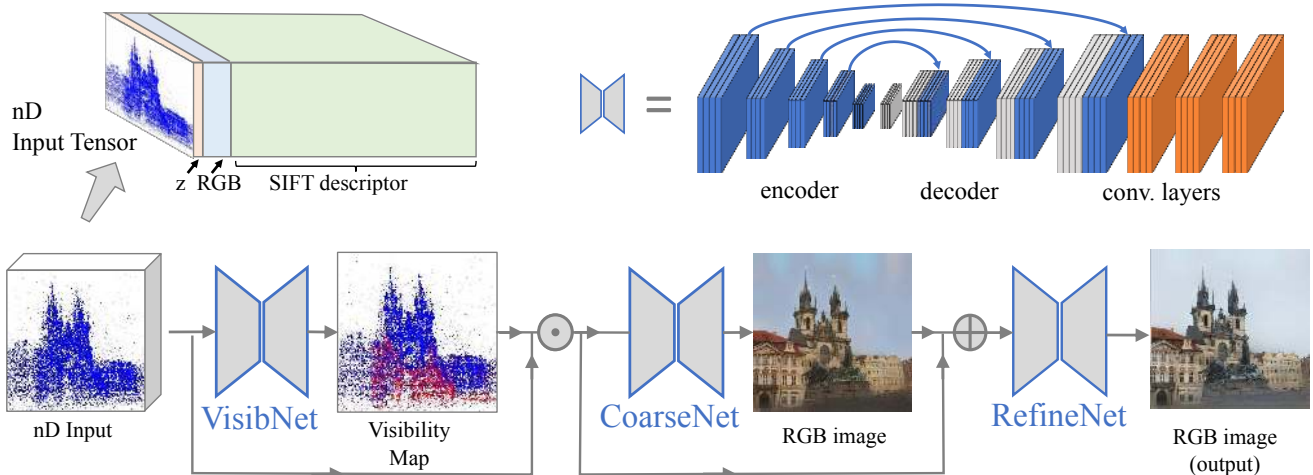 nD
Input Tensor
z RGB SIFT descriptor
=
encoder decoder conv. layers
VisibNet CoarseNet RefineNet
nD Input
Visibility
Map
RGB image
RGB image
(output)